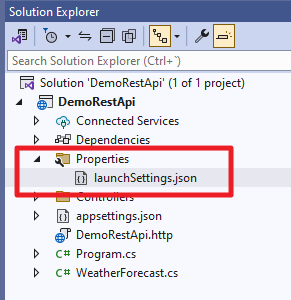 Solution Explorer
Search Solution Explorer (Ctrl+`)
Solution 'DemoRestApi' (1 of 1 project)
DemoRestApi
Connected Services
Dependencies
Properties
launchSettings.json
Controllers
appsettings.json
DemoRestApi.http
C# Program.cs
C# WeatherForecast.cs